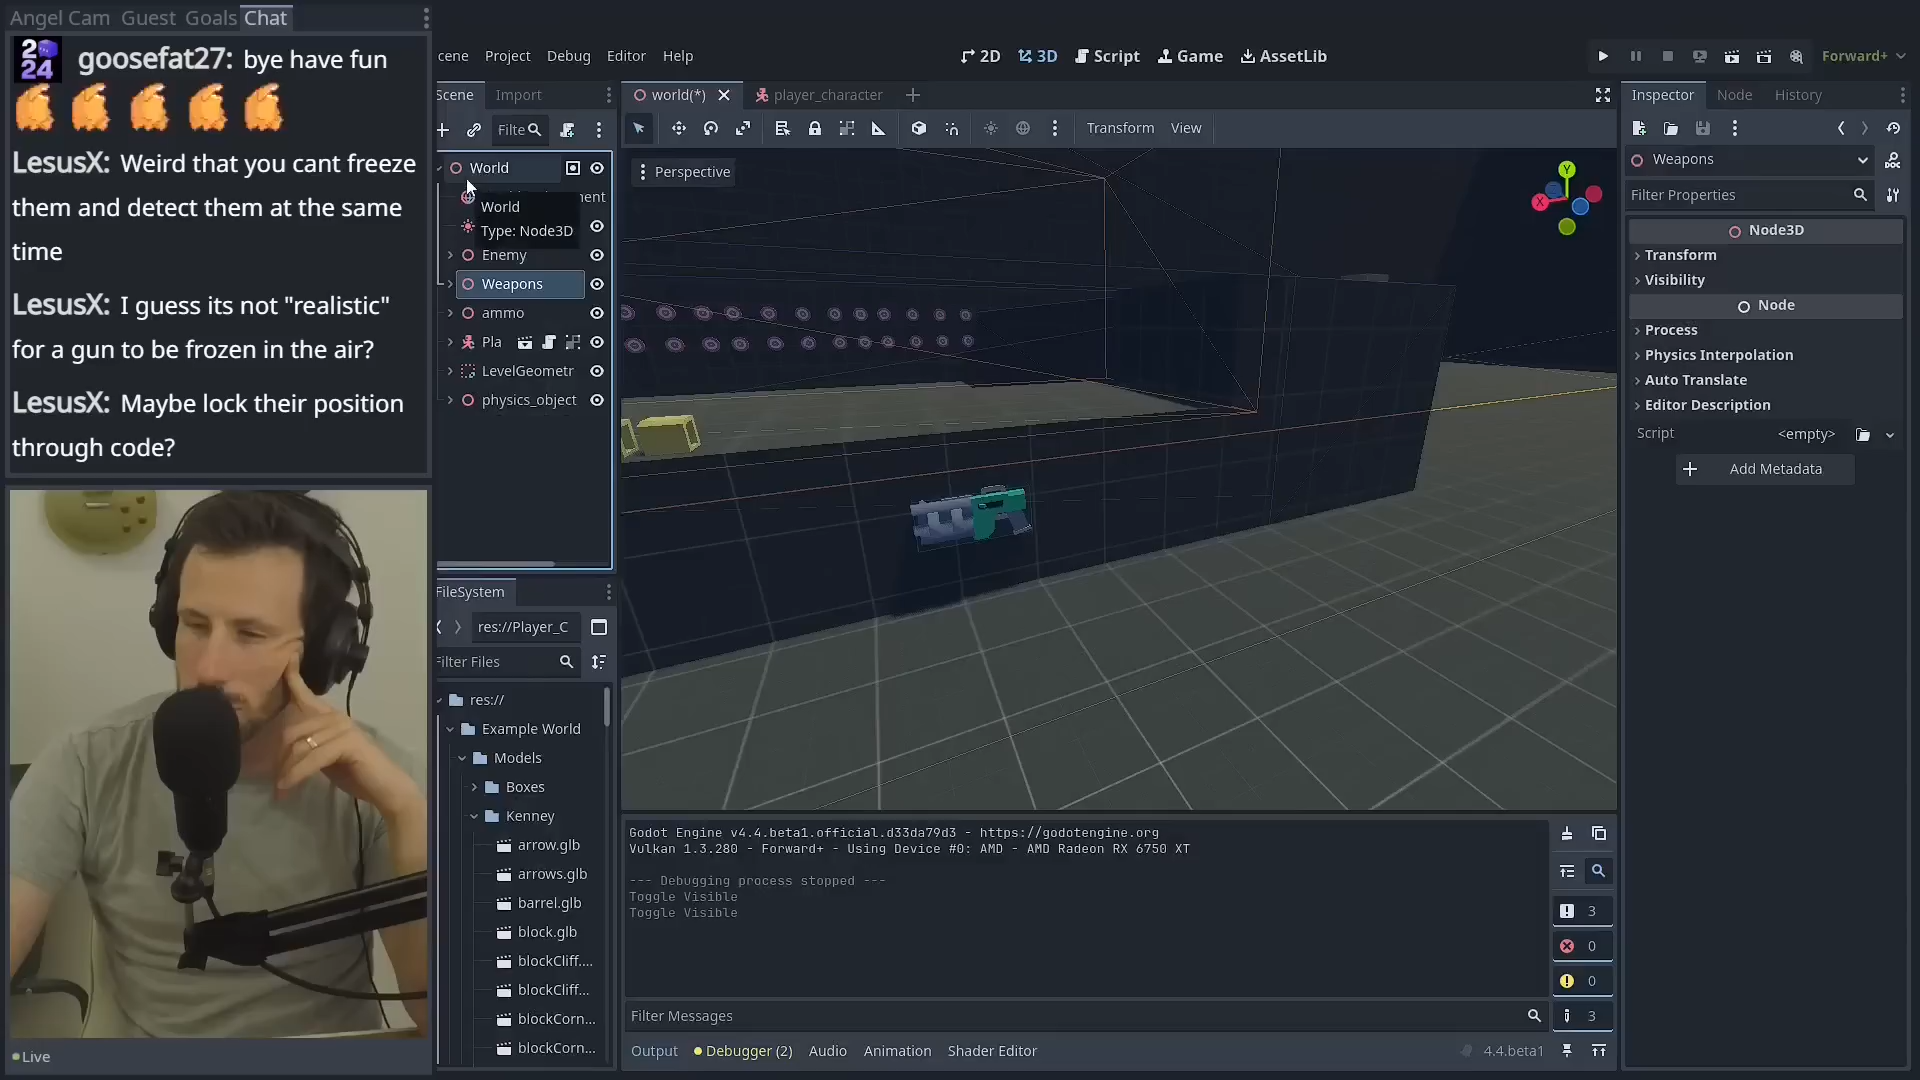 Angel Cam Guest Goals Chat
2 24
goosefat27: bye have fun
LesusX: Weird that you cant freeze
them and detect them at the same
time
LesusX: I guess its not "realistic"
for a gun to be frozen in the air?
LesusX: Maybe lock their position
through code?
Live
cene Project Debug Editor Help
2D 3D Script Game AssetLib
Forward+
Scene Import
Filte
World
ment
World
Type: Node3D
Enemy
Weapons
ammo
Pla
LevelGeometr
physics_object
FileSystem
res://Player_C
Filter Files
res://
Example World
Models
Boxes
Kenney
arrow.glb
arrows.glb
barrel.glb
block.glb
blockCliff....
blockCliff...
blockCorn...
blockCorn...
world(*) player_character
Transform View
Perspective
Y
X
Godot Engine v4.4.beta1.official.d33da79d3 - https://godotengine.org
Vulkan 1.3.280 - Forward+ - Using Device #0: AMD - AMD Radeon RX 6750 XT
--- Debugging process stopped ---
Toggle Visible
Toggle Visible
3
0
0
3
Filter Messages
Output Debugger (2) Audio Animation Shader Editor
4.4.beta1
Inspector Node History
Weapons
Filter Properties
Node3D
Transform
Visibility
Node
Process
Physics Interpolation
Auto Translate
Editor Description
Script <empty>
Add Metadata